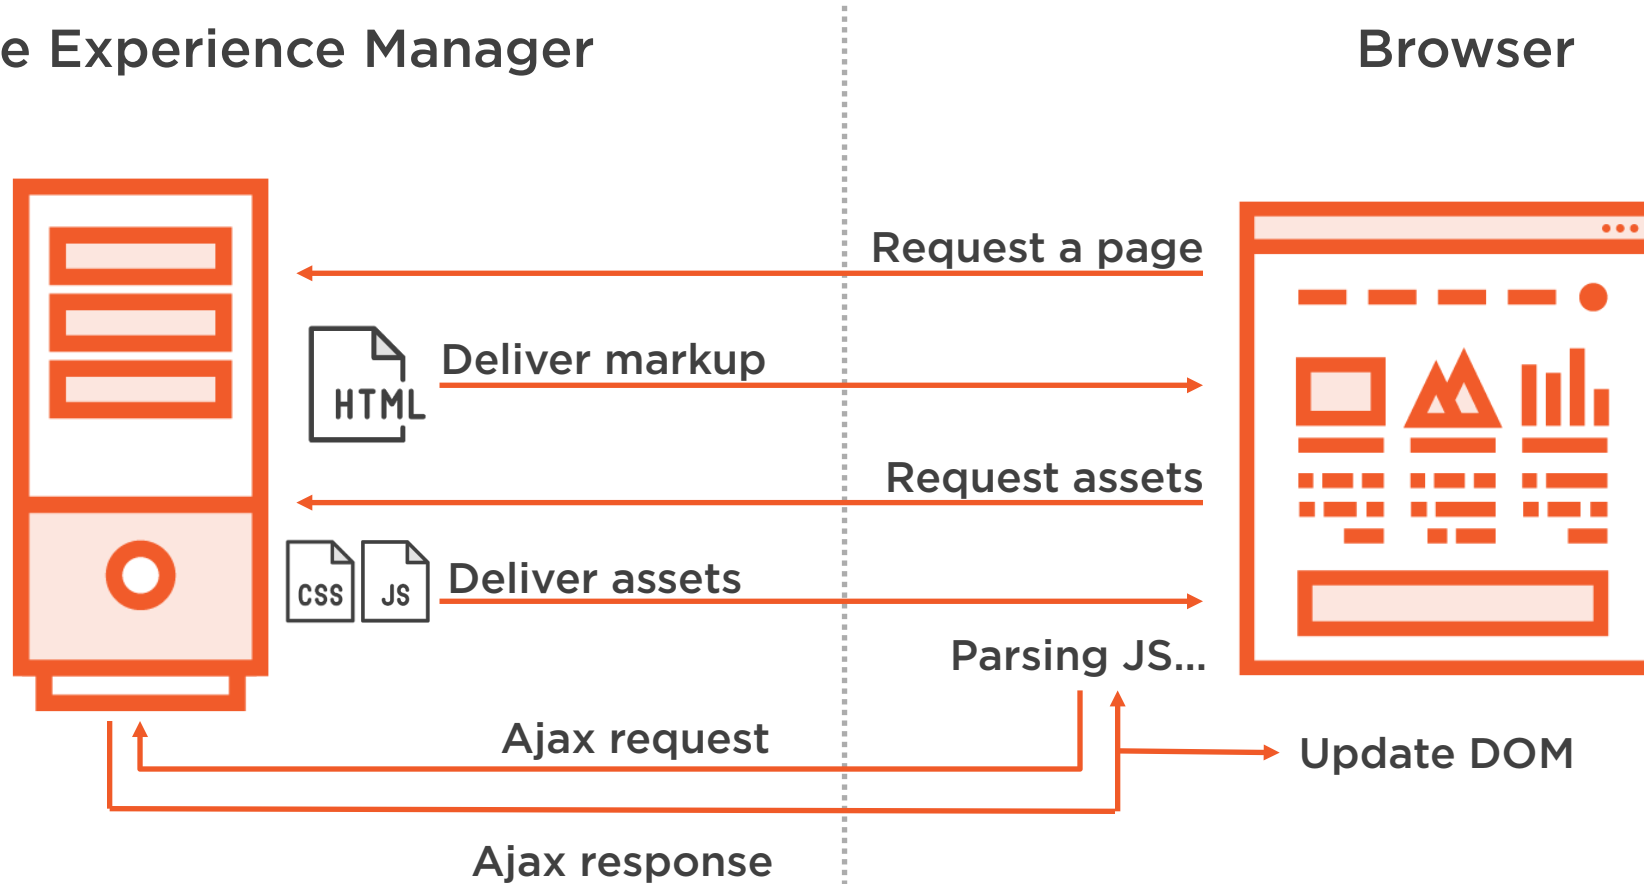 e Experience Manager
Browser
Request a page
Deliver markup
HTML
Request assets
CSS
JS
Deliver assets
Parsing JS...
Ajax request
Update DOM
Ajax response